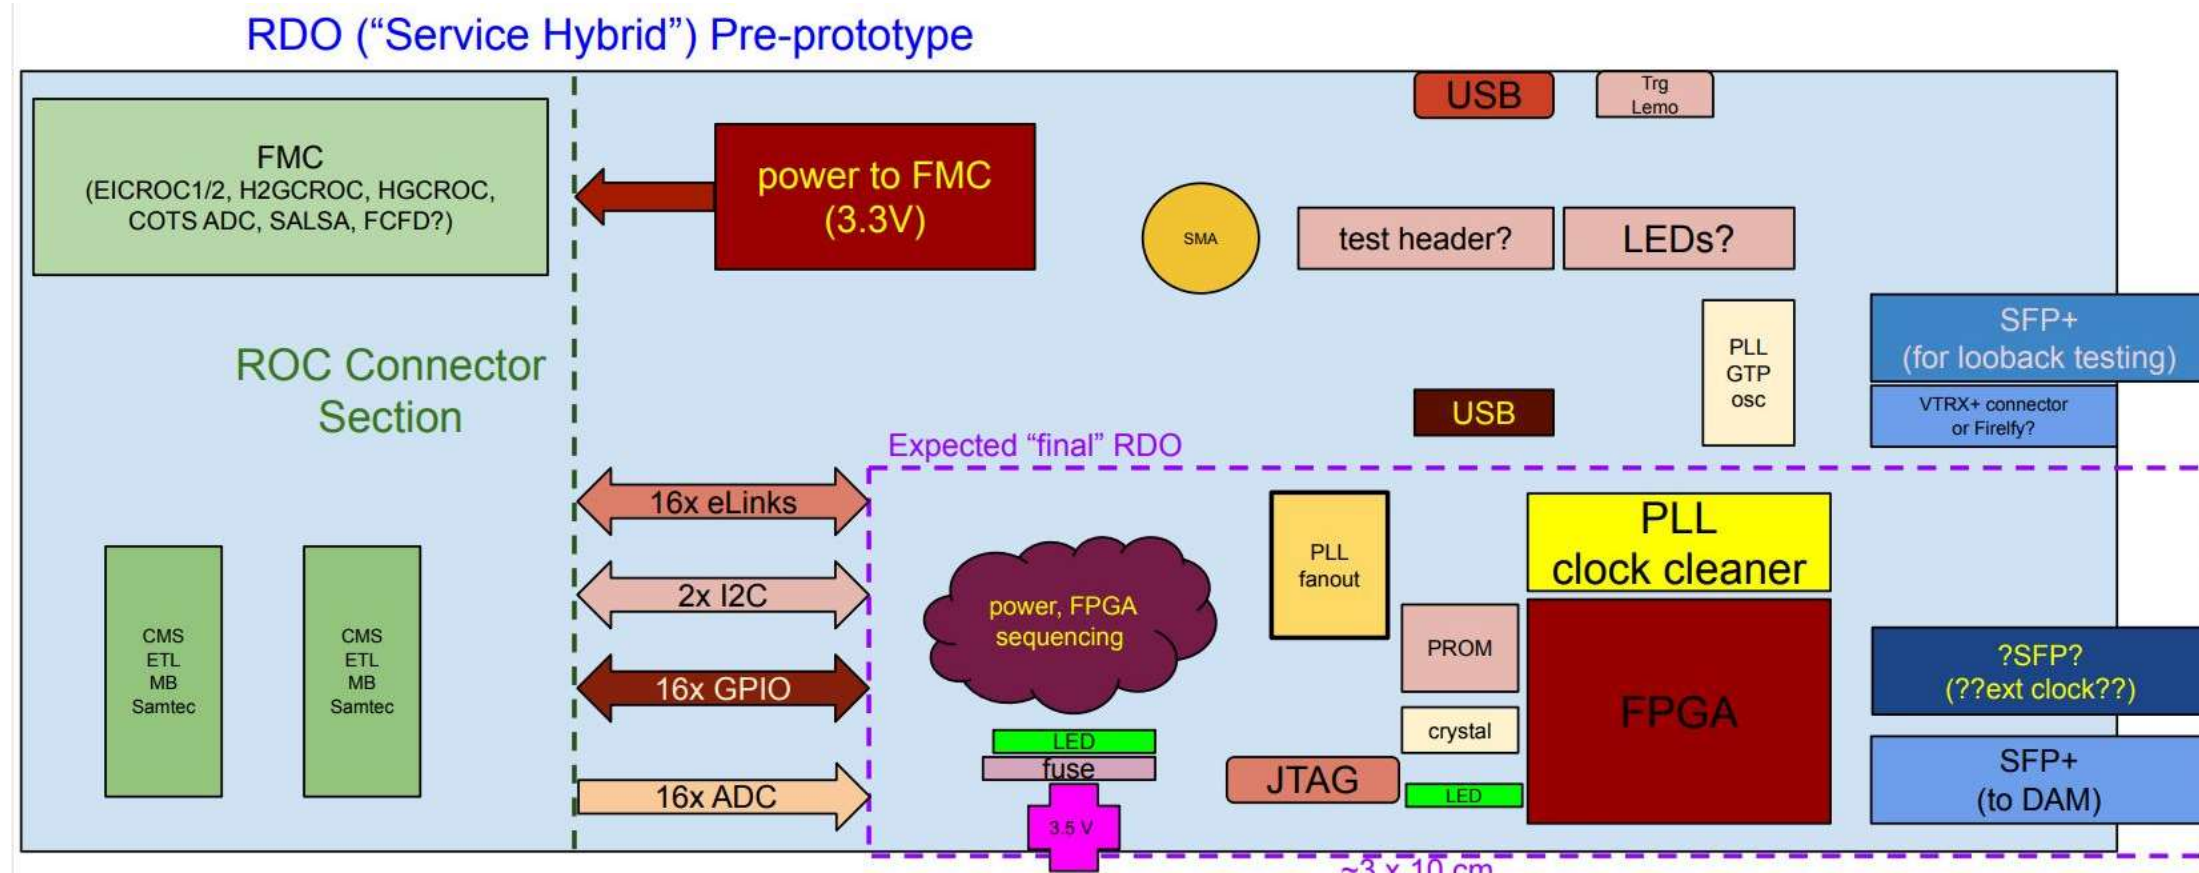 RDO (“Service Hybrid”) Pre-prototype
USB
Trg
Lemo
FMC
(EICROC1/2, H2GCROC, HGCROC,
COTS ADC, SALSA, FCFD?)
power to FMC
(3.3V)
SMA
test header?
LEDs?
ROC Connector
Section
PLL
GTP
osc
SFP+
(for looback testing)
USB
VTRX+ connector
or Firelfy?
Expected “final” RDO
16x eLinks
2x I2C
16x GPIO
16x ADC
CMS
ETL
MB
Samtec
CMS
ETL
MB
Samtec
power, FPGA
sequencing
LED
fuse
3.5 V
PLL
fanout
PLL
clock cleaner
PROM
crystal
JTAG
LED
FPGA
?SFP?
(??ext clock??)
SFP+
(to DAM)
~3 x 10 cm